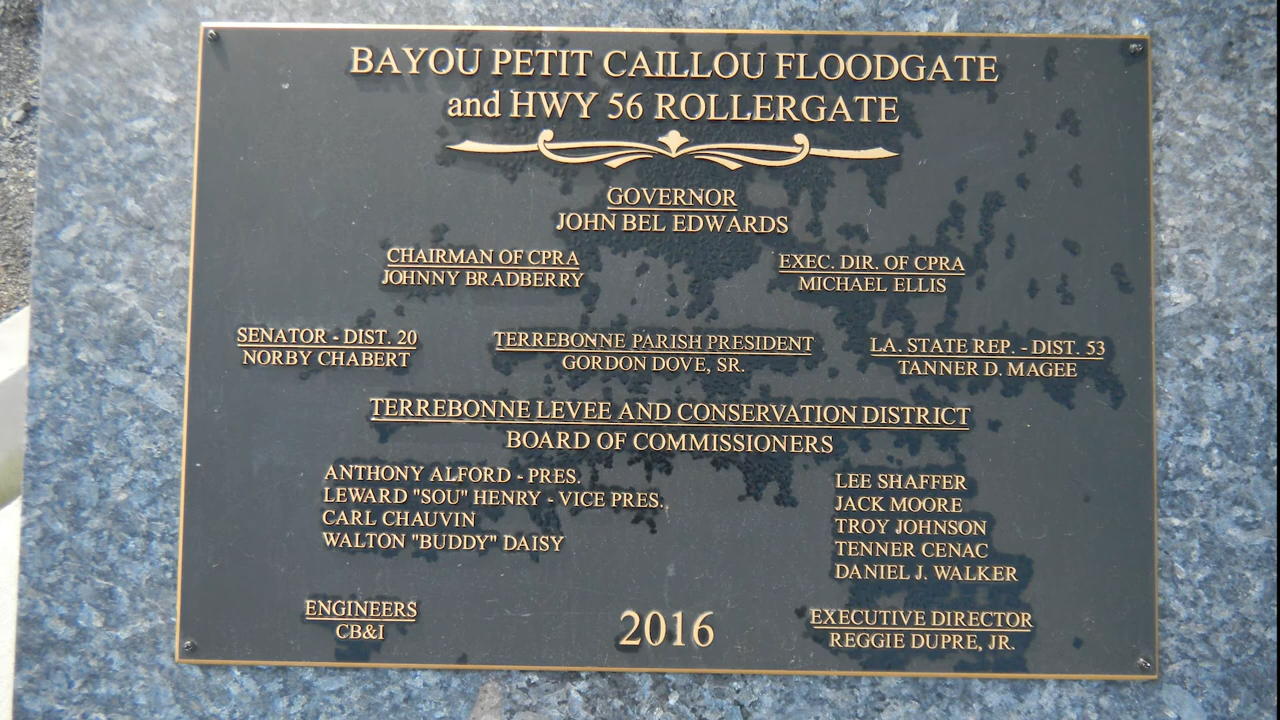 BAYOU PETIT CAILLOU FLOODGATE
and HWY 56 ROLLERGATE
GOVERNOR
JOHN BEL EDWARDS
CHAIRMAN OF CPRA
JOHNNY BRADBERRY
EXEC. DIR. OF CPRA
MICHAEL ELLIS
SENATOR - DIST. 20
NORBY CHABERT
TERREBONNE PARISH PRESIDENT
GORDON DOVE, SR.
LA. STATE REP. - DIST. 53
TANNER D. MAGEE
TERREBONNE LEVEE AND CONSERVATION DISTRICT
BOARD OF COMMISSIONERS
ANTHONY ALFORD - PRES.
LEWARD "SOU" HENRY - VICE PRES.
CARL CHAUVIN
WALTON "BUDDY" DAISY
LEE SHAFFER
JACK MOORE
TROY JOHNSON
TENNER CENAC
DANIEL J. WALKER
ENGINEERS
CB&I
2016
EXECUTIVE DIRECTOR
REGGIE DUPRE, JR.